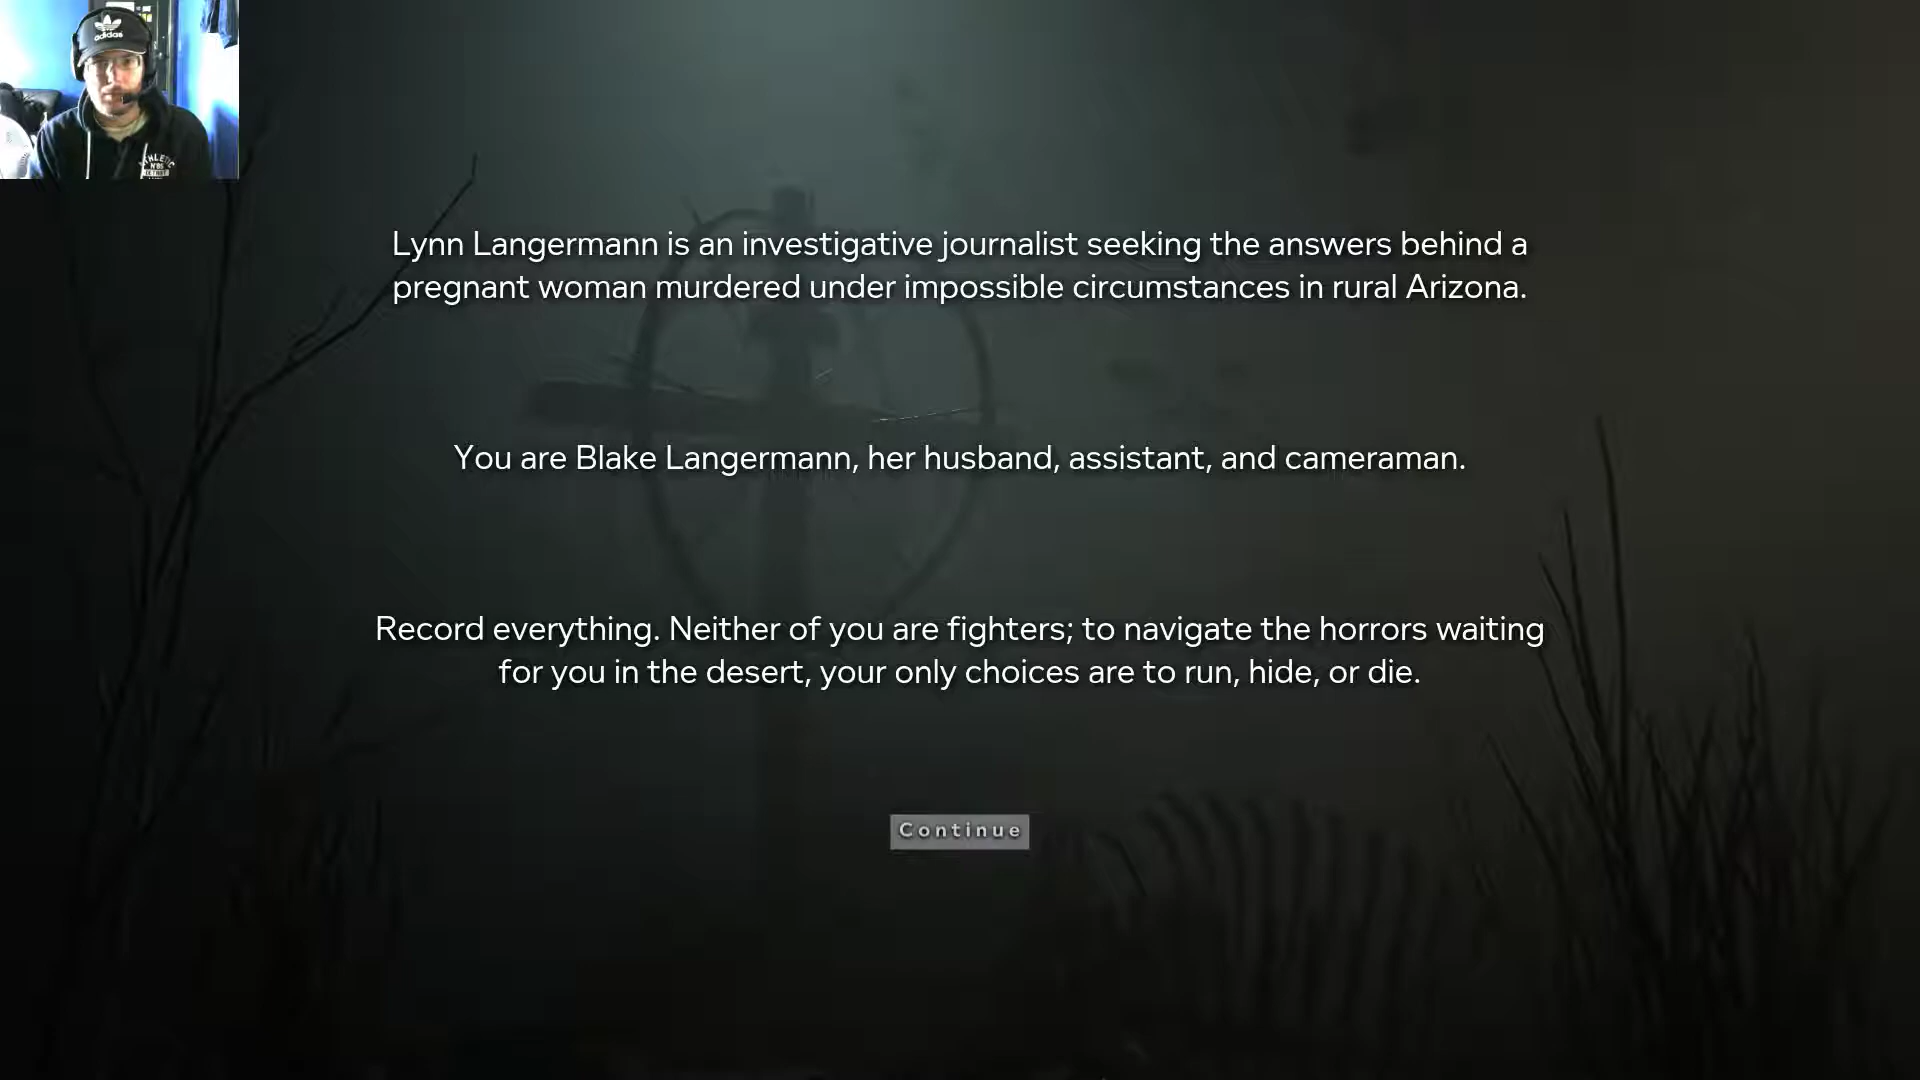 adidas
ATHLETIC
Lynn Langermann is an investigative journalist seeking the answers behind a
pregnant woman murdered under impossible circumstances in rural Arizona.
You are Blake Langermann, her husband, assistant, and cameraman.
Record everything. Neither of you are fighters; to navigate the horrors waiting
for you in the desert, your only choices are to run, hide, or die.
Continue